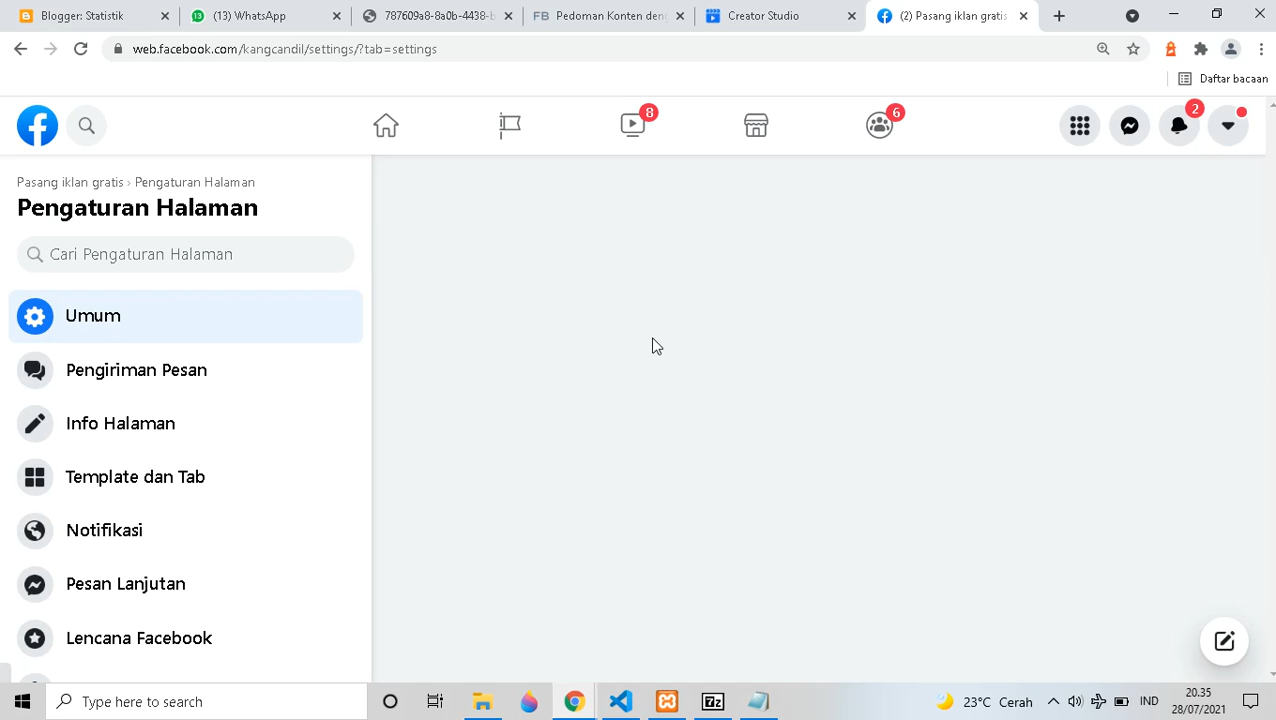 Blogger: Statistik
(13) WhatsApp
787609a8-8a0c-4438-b
Pedoman Konten deng
Creator Studio
(2) Pasang iklan gratis
web.facebook.com/kangcandil/settings/?tab=settings
Daftar bacaan
8
6
2
Pasang iklan gratis › Pengaturan Halaman
Pengaturan Halaman
Cari Pengaturan Halaman
Umum
Pengiriman Pesan
Info Halaman
Template dan Tab
Notifikasi
Pesan Lanjutan
Lencana Facebook
Type here to search
23°C Cerah
IND
20.35
28/07/2021